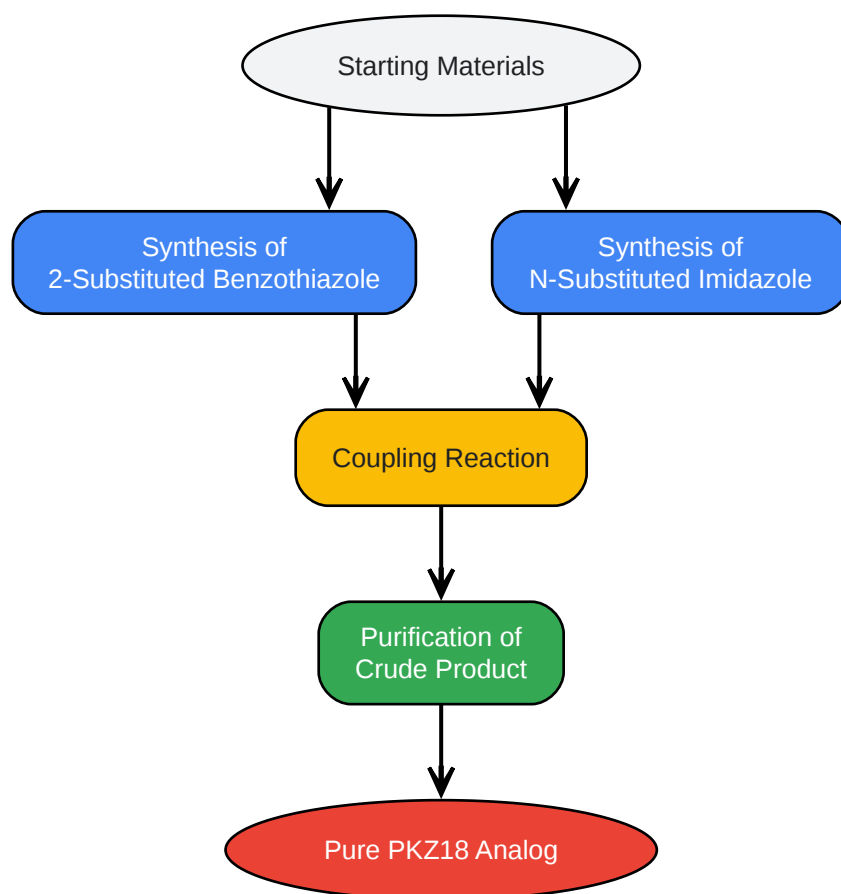 Starting Materials
Synthesis of
2-Substituted Benzothiazole
Synthesis of
N-Substituted Imidazole
Coupling Reaction
Purification of
Crude Product
Pure PKZ18 Analog